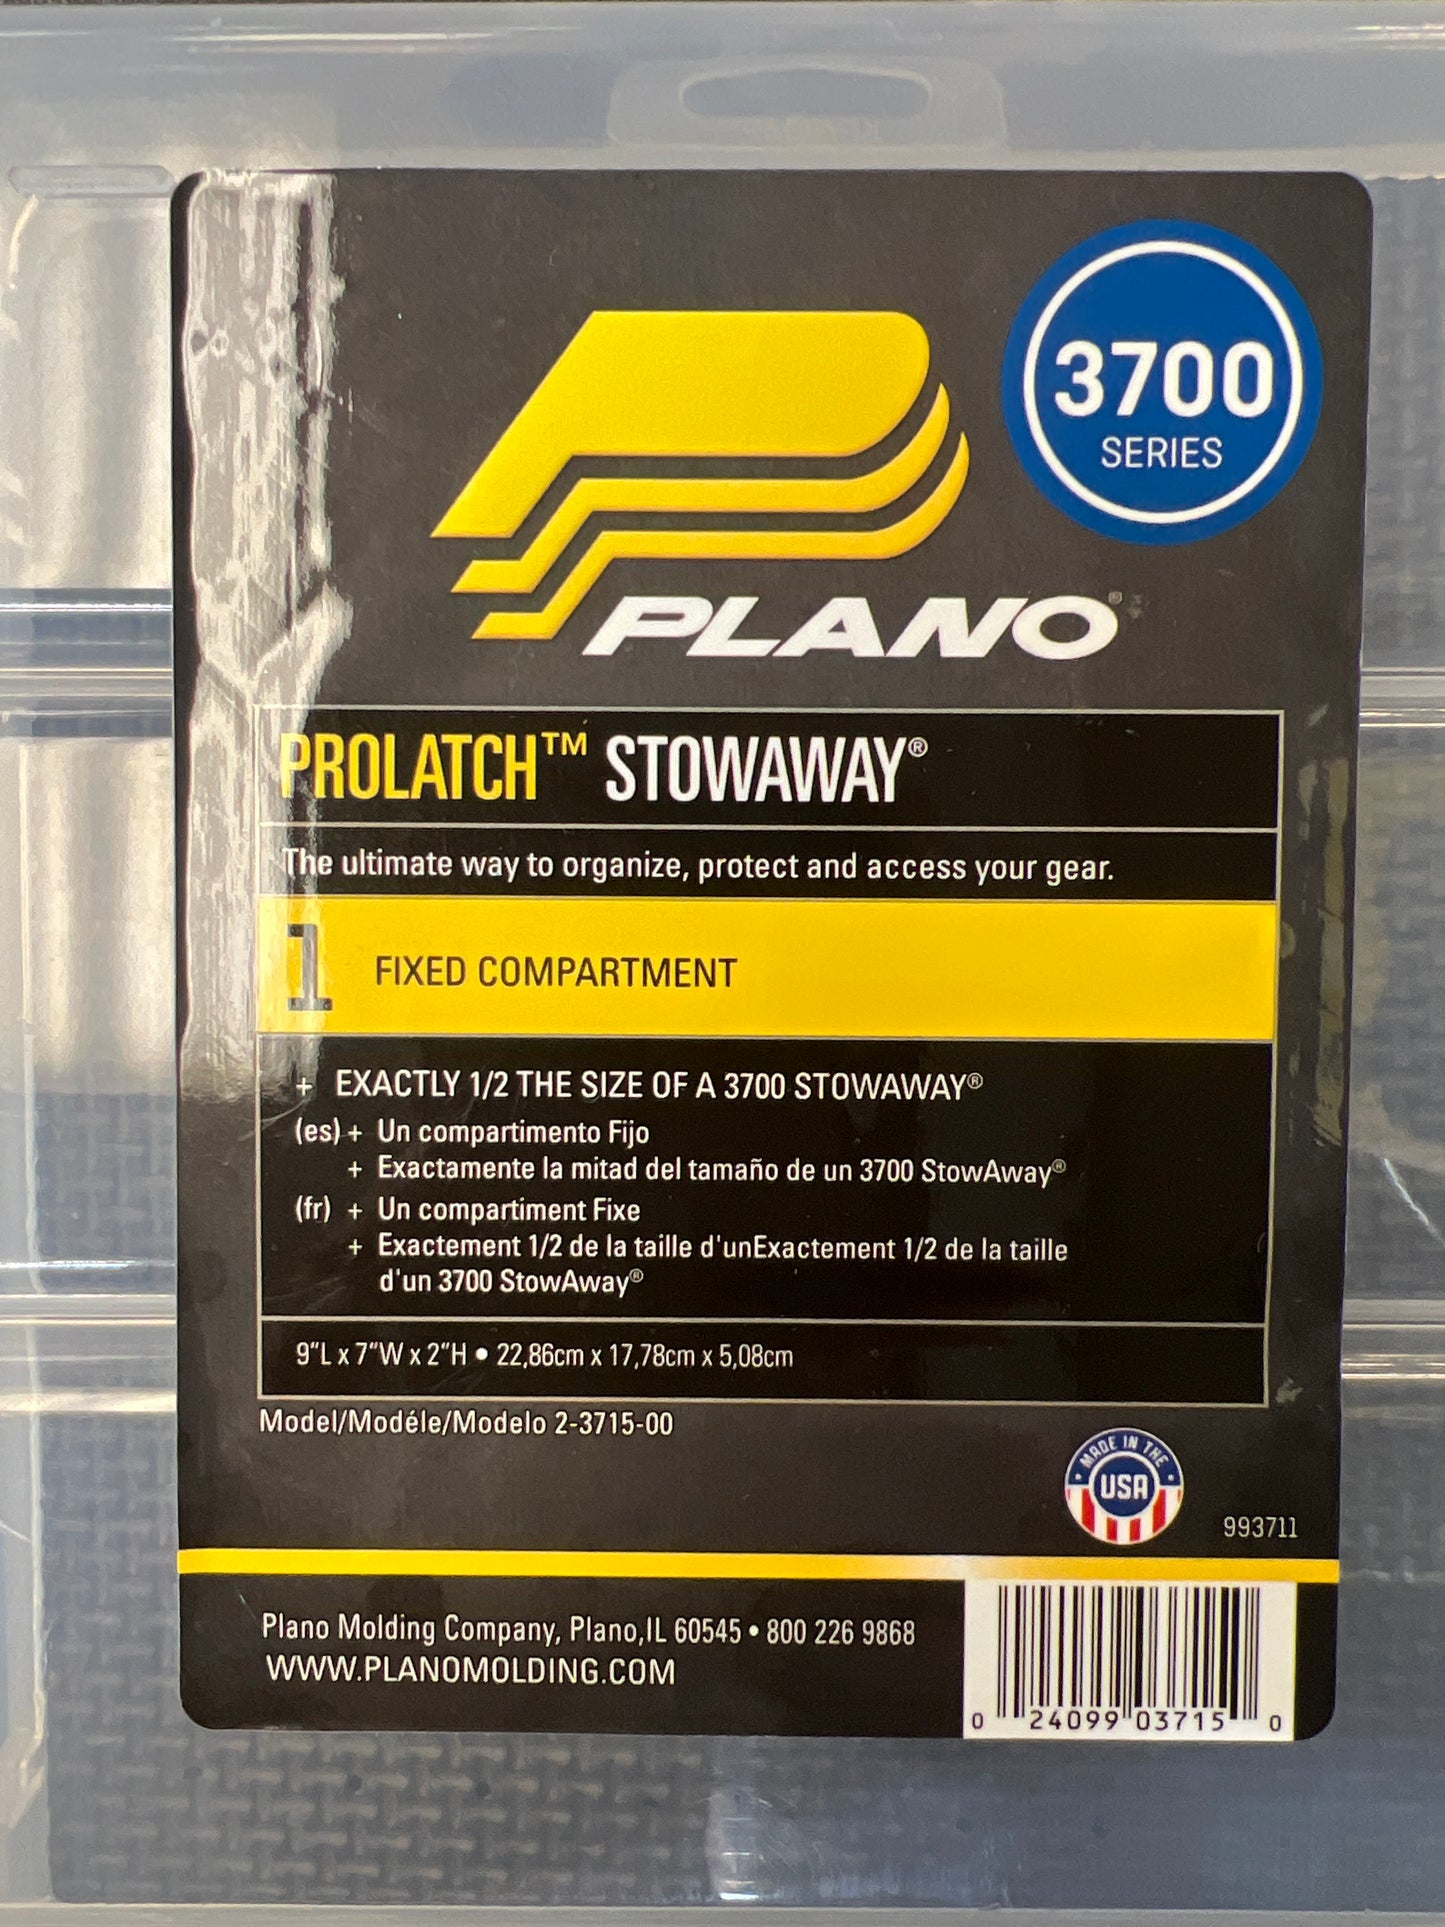 3700
SERIES
PLANO®
PROLATCH™ STOWAWAY®
The ultimate way to organize, protect and access your gear.
1 FIXED COMPARTMENT
+ EXACTLY 1/2 THE SIZE OF A 3700 STOWAWAY®
(es) + Un compartimento Fijo
+ Exactamente la mitad del tamaño de un 3700 StowAway®
(fr) + Un compartiment Fixe
+ Exactement 1/2 de la taille d'unExactement 1/2 de la taille
d'un 3700 StowAway®
9"L x 7"W x 2"H • 22,86cm x 17,78cm x 5,08cm
Model/Modéle/Modelo 2-3715-00
MADE IN THE
USA
993711
Plano Molding Company, Plano,IL 60545 • 800 226 9868
WWW.PLANOMOLDING.COM
0 24099 03715 0